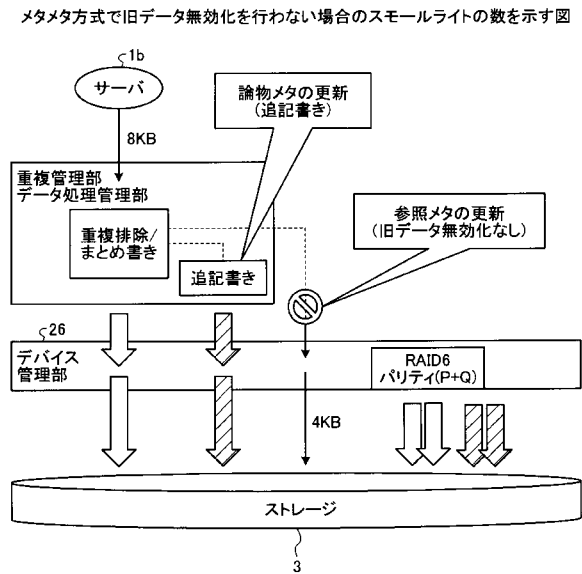 メタメタ方式で旧データ無効化を行わない場合のスモールライトの数を示す図
1b
サーバ
論物メタの更新
(追記書き)
8KB
重複管理部
データ処理管理部
参照メタの更新
(旧データ無効化なし)
重複排除/
まとめ書き
追記書き
26
デバイス
管理部
RAID6
パリティ(P+Q)
4KB
ストレージ
3